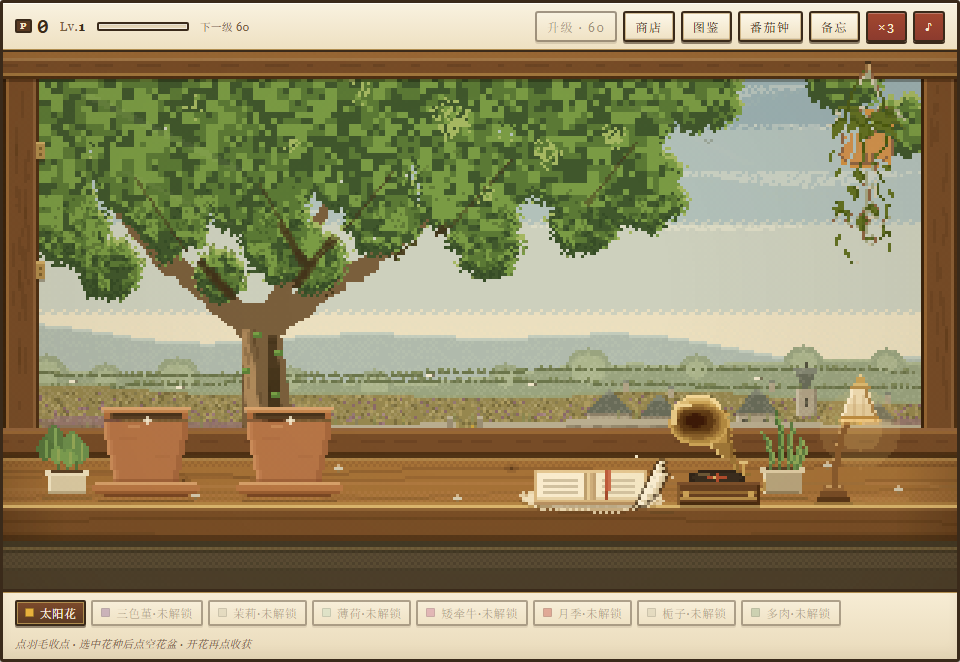 P 0 Lv.1 下一级 60 升级 · 60 商店 图鉴 番茄钟 备忘 ×3 ♪
太阳花 三色堇·未解锁 茉莉·未解锁 薄荷·未解锁 矮牵牛·未解锁 月季·未解锁 栀子·未解锁 多肉·未解锁
点羽毛收点 · 选中花种后点空花盆 · 开花再点收获